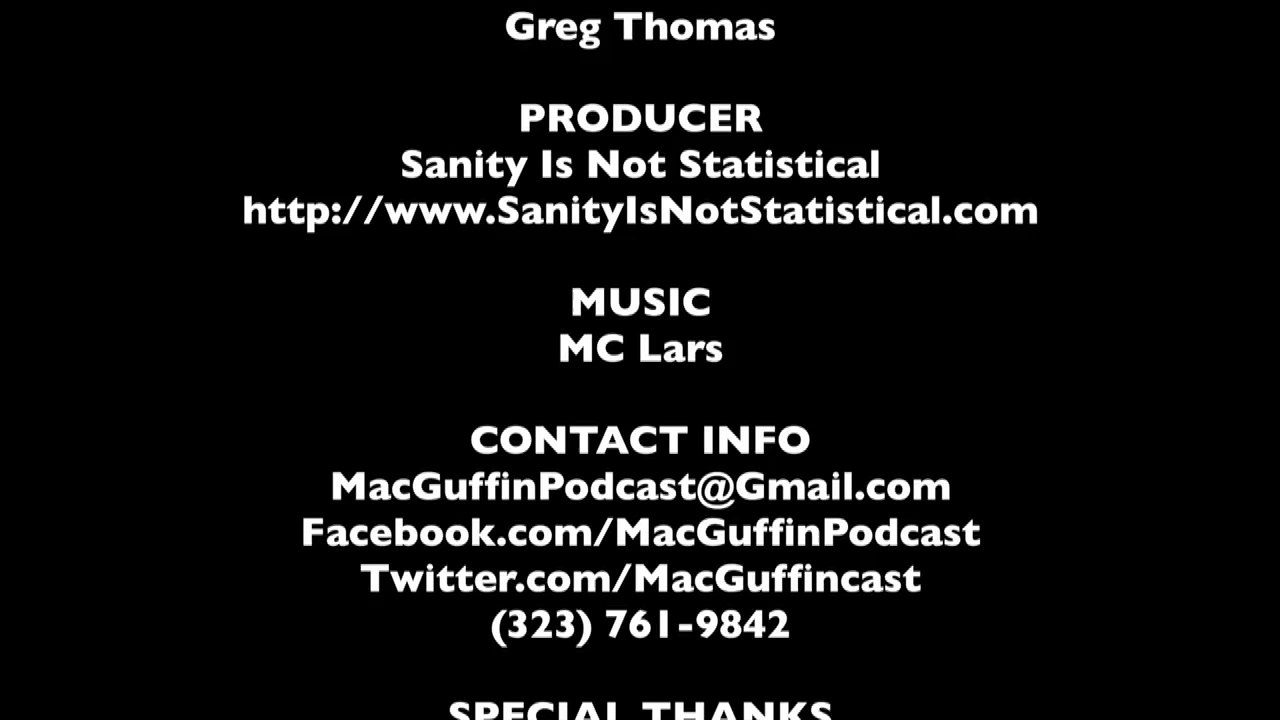 Greg Thomas
PRODUCER
Sanity Is Not Statistical
http://www.SanityIsNotStatistical.com
MUSIC
MC Lars
CONTACT INFO
MacGuffinPodcast@Gmail.com
Facebook.com/MacGuffinPodcast
Twitter.com/MacGuffincast
(323) 761-9842
SPECIAL THANKS